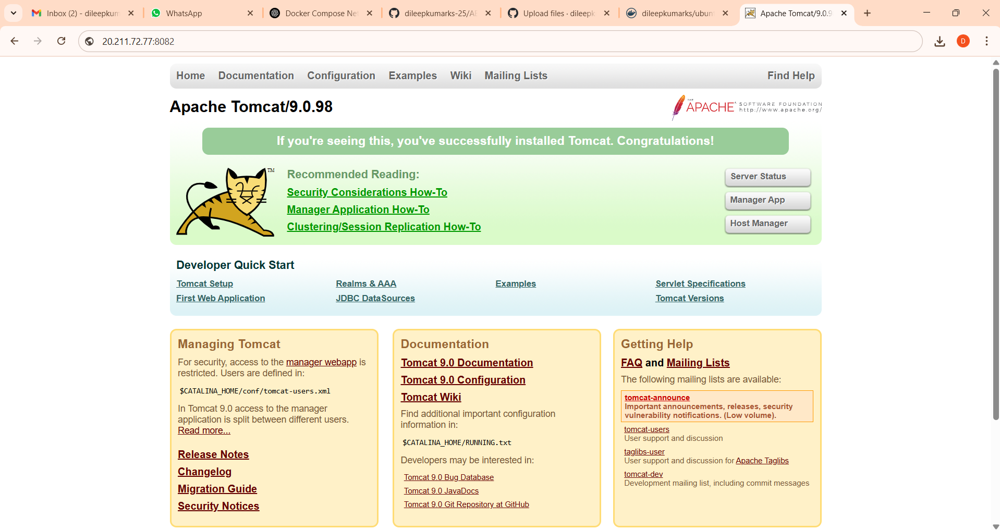 Inbox (2) - dileepkum
WhatsApp
Docker Compose Net
dileepkumarks-25/AE
Upload files · dileepk
dileepkumarks/ubun
Apache Tomcat/9.0.9
20.211.72.77:8082
D
Home Documentation Configuration Examples Wiki Mailing Lists Find Help
Apache Tomcat/9.0.98
THE
APACHE SOFTWARE FOUNDATION
http://www.apache.org/
If you're seeing this, you've successfully installed Tomcat. Congratulations!
TM
Recommended Reading:
Security Considerations How-To
Manager Application How-To
Clustering/Session Replication How-To
Server Status
Manager App
Host Manager
Developer Quick Start
Tomcat Setup
First Web Application
Realms & AAA
JDBC DataSources
Examples
Servlet Specifications
Tomcat Versions
Managing Tomcat
For security, access to the manager webapp is
restricted. Users are defined in:
$CATALINA_HOME/conf/tomcat-users.xml
In Tomcat 9.0 access to the manager
application is split between different users.
Read more...
Release Notes
Changelog
Migration Guide
Security Notices
Documentation
Tomcat 9.0 Documentation
Tomcat 9.0 Configuration
Tomcat Wiki
Find additional important configuration
information in:
$CATALINA_HOME/RUNNING.txt
Developers may be interested in:
Tomcat 9.0 Bug Database
Tomcat 9.0 JavaDocs
Tomcat 9.0 Git Repository at GitHub
Getting Help
FAQ and Mailing Lists
The following mailing lists are available:
tomcat-announce
Important announcements, releases, security
vulnerability notifications. (Low volume).
tomcat-users
User support and discussion
taglibs-user
User support and discussion for Apache Taglibs
tomcat-dev
Development mailing list, including commit messages